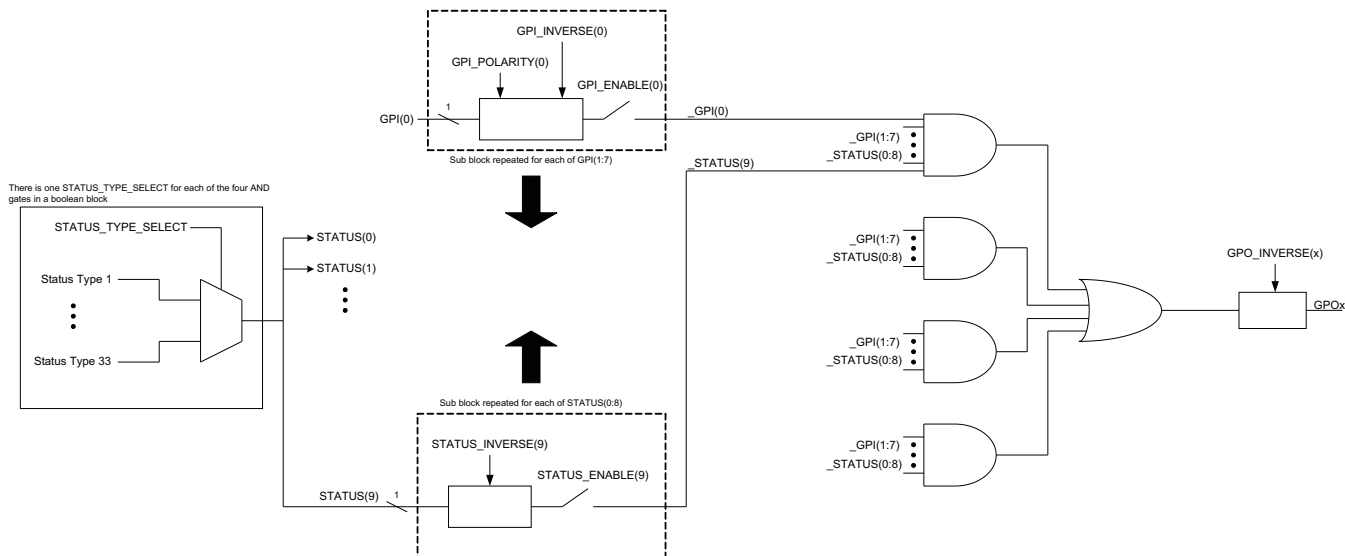 GPI_INVERSE(0)
GPI_POLARITY(0)
GPI_ENABLE(0)
GPI(0)
1
_GPI(0)
Sub block repeated for each of GPI(1:7)
_STATUS(9)
_GPI(1:7)
_STATUS(0:8)
There is one STATUS_TYPE_SELECT for each of the four AND
gates in a boolean block
STATUS_TYPE_SELECT
Status Type 1
Status Type 33
STATUS(0)
STATUS(1)
_GPI(1:7)
_STATUS(0:8)
GPO_INVERSE(x)
GPOx
_GPI(1:7)
_STATUS(0:8)
Sub block repeated for each of STATUS(0:8)
STATUS_INVERSE(9)
STATUS_ENABLE(9)
STATUS(9)
1
_GPI(1:7)
_STATUS(0:8)